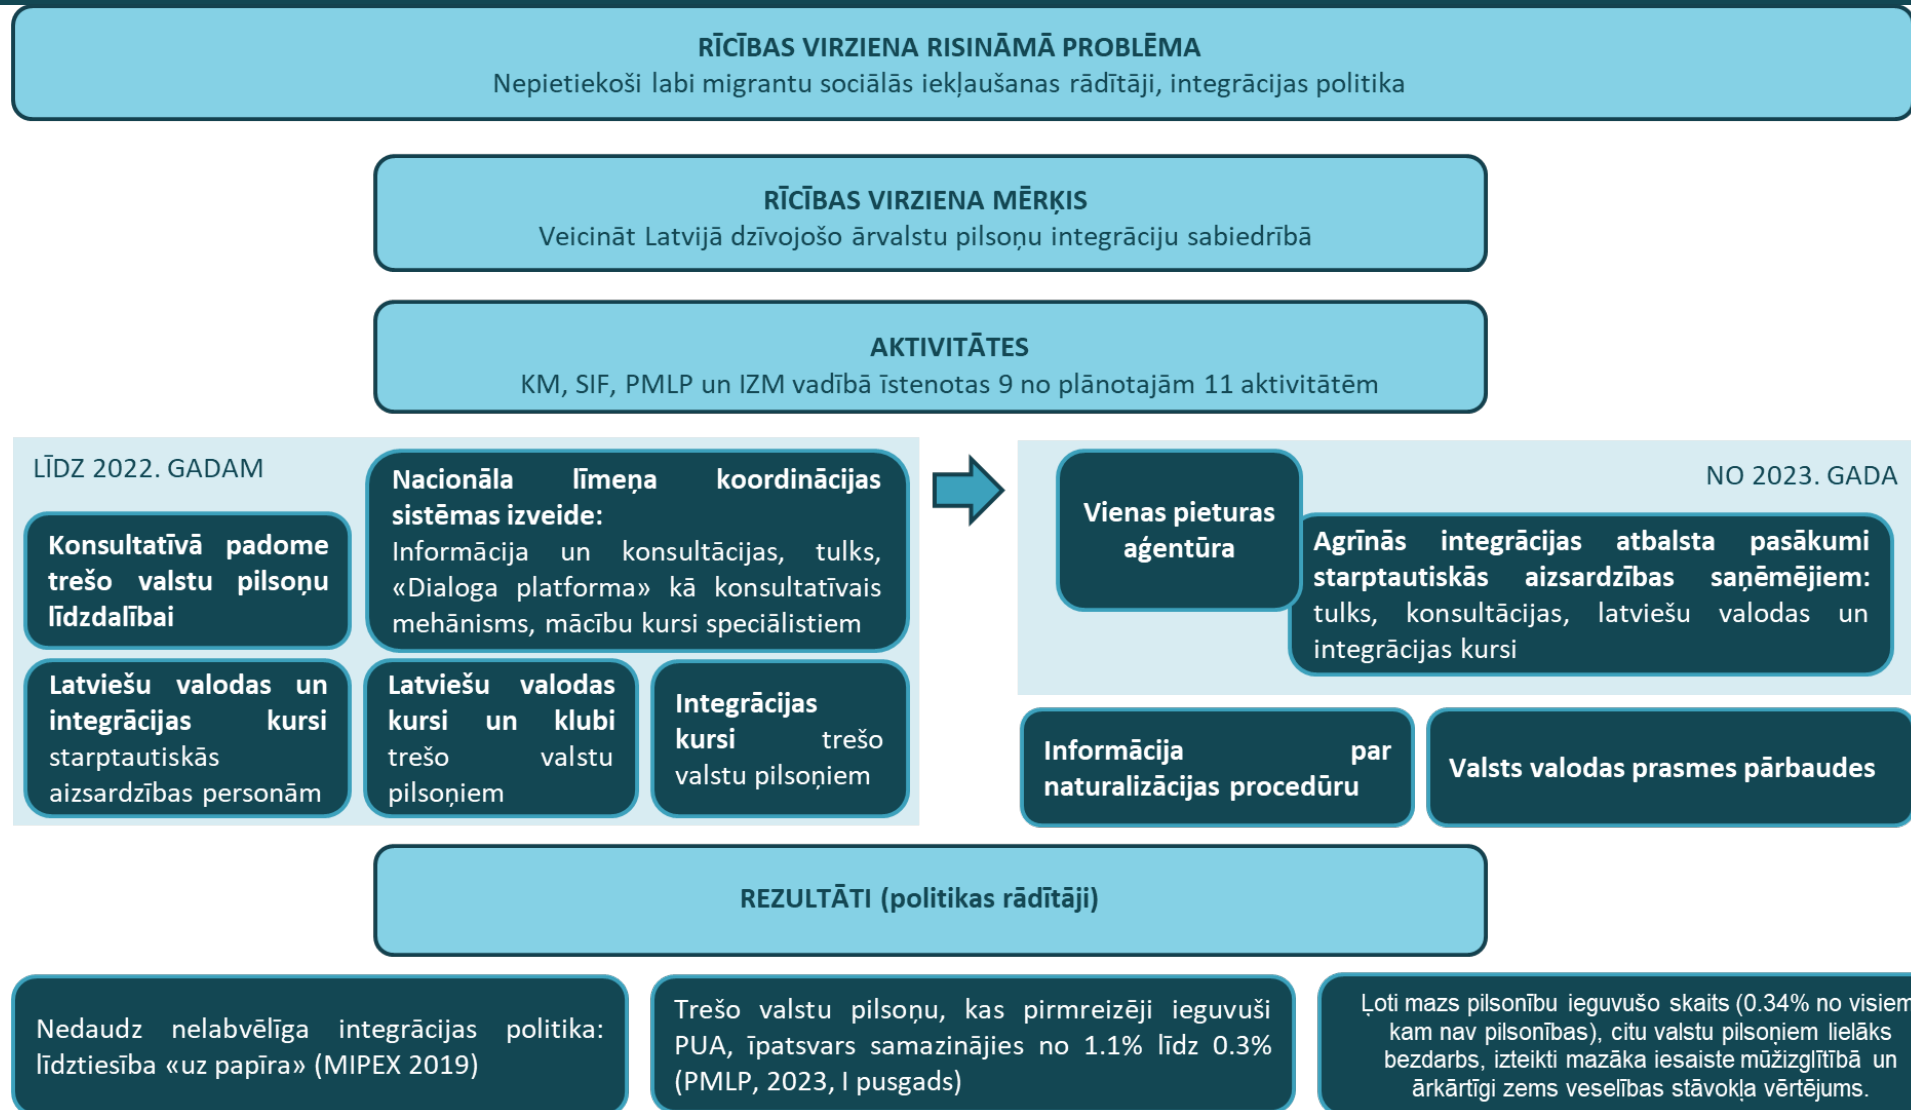 RĪCĪBAS VIRZIENA RISINĀMĀ PROBLĒMA
Nepietiekoši labi migrantu sociālās iekļaušanas rādītāji, integrācijas politika
RĪCĪBAS VIRZIENA MĒRĶIS
Veicināt Latvijā dzīvojošo ārvalstu pilsoņu integrāciju sabiedrībā
AKTIVITĀTES
KM, SIF, PMLP un IZM vadībā īstenotas 9 no plānotajām 11 aktivitātēm
LĪDZ 2022. GADAM
Konsultatīvā padome
trešo valstu pilsoņu
līdzdalībai
Nacionāla līmeņa koordinācijas
sistēmas izveide:
Informācija un konsultācijas, tulks,
«Dialoga platforma» kā konsultatīvais
mehānisms, mācību kursi speciālistiem
Latviešu valodas un
integrācijas kursi
starptautiskās
aizsardzības personām
Latviešu valodas
kursi un klubi
trešo valstu
pilsoņiem
Integrācijas
kursi trešo
valstu pilsoņiem
NO 2023. GADA
Vienas pieturas
aģentūra
Agrīnās integrācijas atbalsta pasākumi
starptautiskās aizsardzības saņēmējiem:
tulks, konsultācijas, latviešu valodas un
integrācijas kursi
Informācija par
naturalizācijas procedūru
Valsts valodas prasmes pārbaudes
REZULTĀTI (politikas rādītāji)
Nedaudz nelabvēlīga integrācijas politika:
līdztiesība «uz papīra» (MIPEX 2019)
Trešo valstu pilsoņu, kas pirmreizēji ieguvuši
PUA, īpatsvars samazinājies no 1.1% līdz 0.3%
(PMLP, 2023, I pusgads)
Ļoti mazs pilsonību ieguvušo skaits (0.34% no visiem,
kam nav pilsonības), citu valstu pilsoņiem lielāks
bezdarbs, izteikti mazāka iesaiste mūžizglītībā un
ārkārtīgi zems veselības stāvokļa vērtējums.